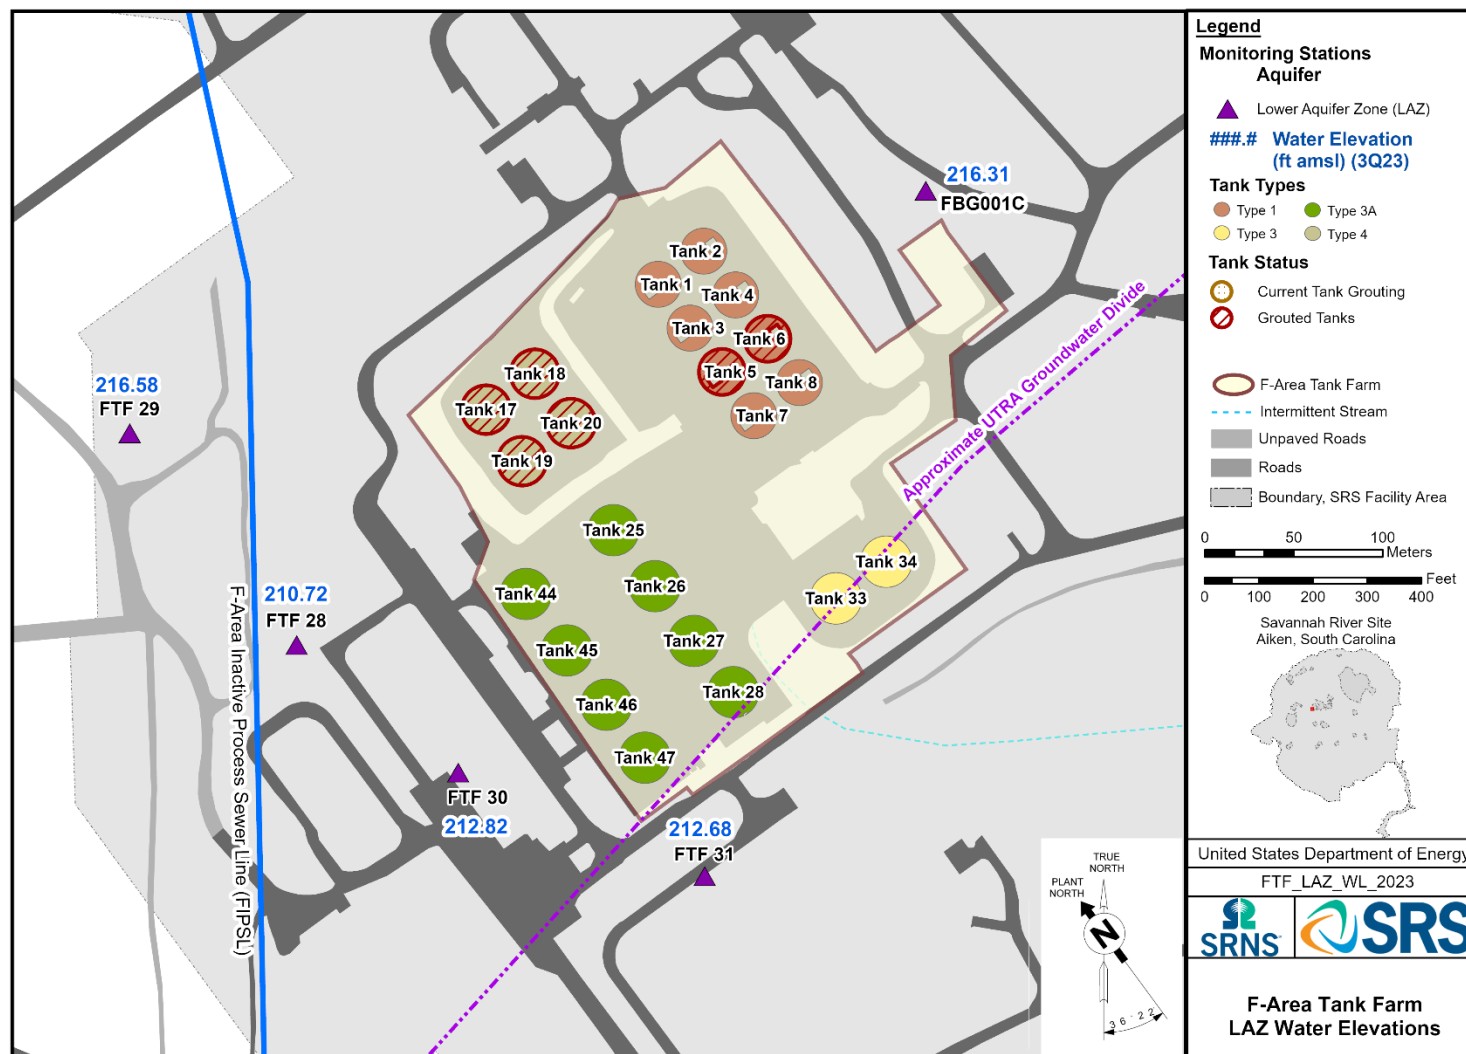 216.31
FBG001C
Tank 2
Tank 1
Tank 4
Tank 3
Tank 6
Tank 5
Tank 8
Tank 7
Tank 18
Tank 17
Tank 20
Tank 19
216.58
FTF 29
Approximate UTRA Groundwater Divide
Tank 25
Tank 34
Tank 26
Tank 44
Tank 33
210.72
FTF 28
Tank 27
Tank 45
Tank 28
Tank 46
Tank 47
F-Area Inactive Process Sewer Line (FIPSL)
FTF 30
212.82
212.68
FTF 31
TRUE
NORTH
PLANT
NORTH
N
36°22'
Legend
Monitoring Stations
Aquifer
Lower Aquifer Zone (LAZ)
###.# Water Elevation
(ft amsl) (3Q23)
Tank Types
Type 1
Type 3A
Type 3
Type 4
Tank Status
Current Tank Grouting
Grouted Tanks
F-Area Tank Farm
Intermittent Stream
Unpaved Roads
Roads
Boundary, SRS Facility Area
0 50 100
Meters
Feet
0 100 200 300 400
Savannah River Site
Aiken, South Carolina
United States Department of Energy
FTF_LAZ_WL_2023
SRNS
SRS
F-Area Tank Farm
LAZ Water Elevations